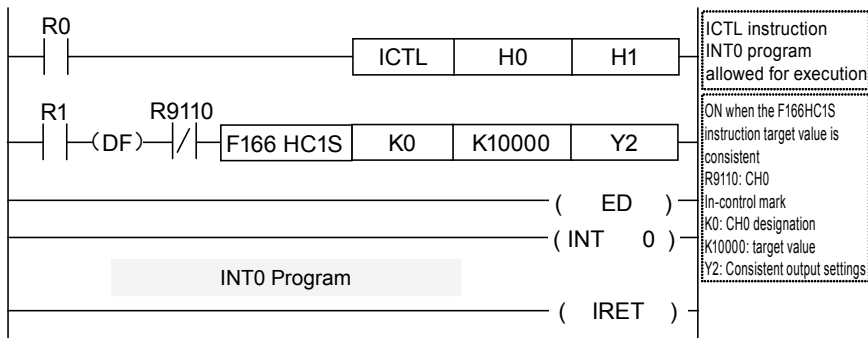 R0
ICTL H0 H1
ICTL instruction
INT0 program
allowed for execution
R1 R9110
(DF) F166 HC1S K0 K10000 Y2
ON when the F166HC1S
instruction target value is
consistent
R9110: CH0
In-control mark
K0: CH0 designation
K10000: target value
Y2: Consistent output settings
( ED )
( INT 0 )
INT0 Program
( IRET )